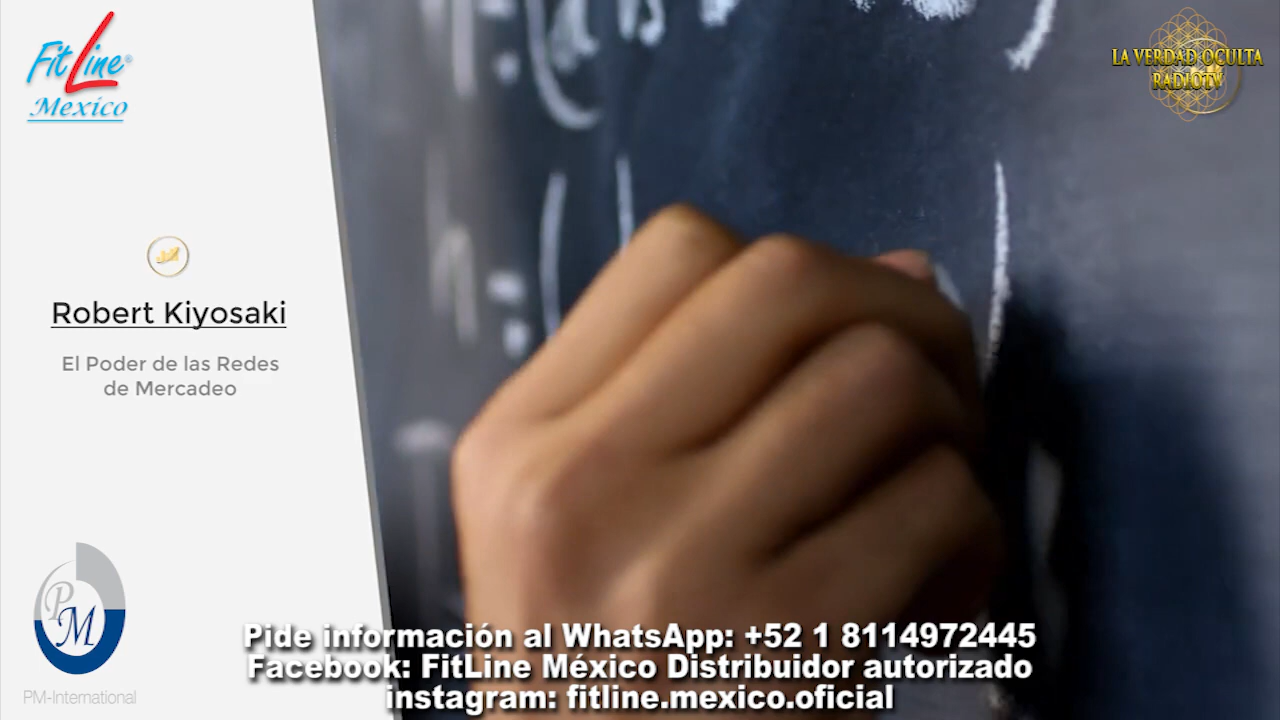 FitLine®
Mexico
LA VERDAD OCULTA
RADIOTV
Robert Kiyosaki
El Poder de las Redes
de Mercadeo
PM
PM-International
Pide información al WhatsApp: +52 1 8114972445
Facebook: FitLine México Distribuidor autorizado
instagram: fitline.mexico.oficial